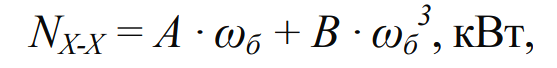 N_{Х-Х} = A · ω_б + B · ω_б^3, кВт,